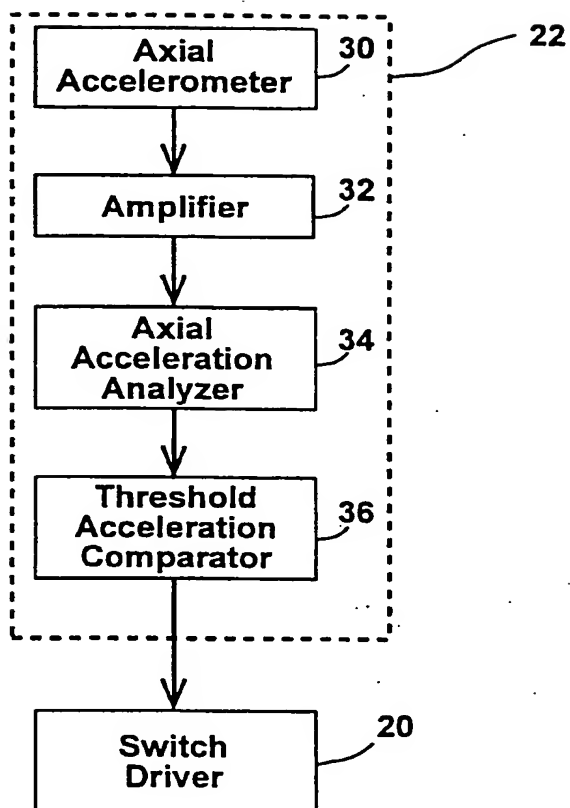 22
Axial
Accelerometer
30
Amplifier
32
Axial
Acceleration
Analyzer
34
Threshold
Acceleration
Comparator
36
Switch
Driver
20